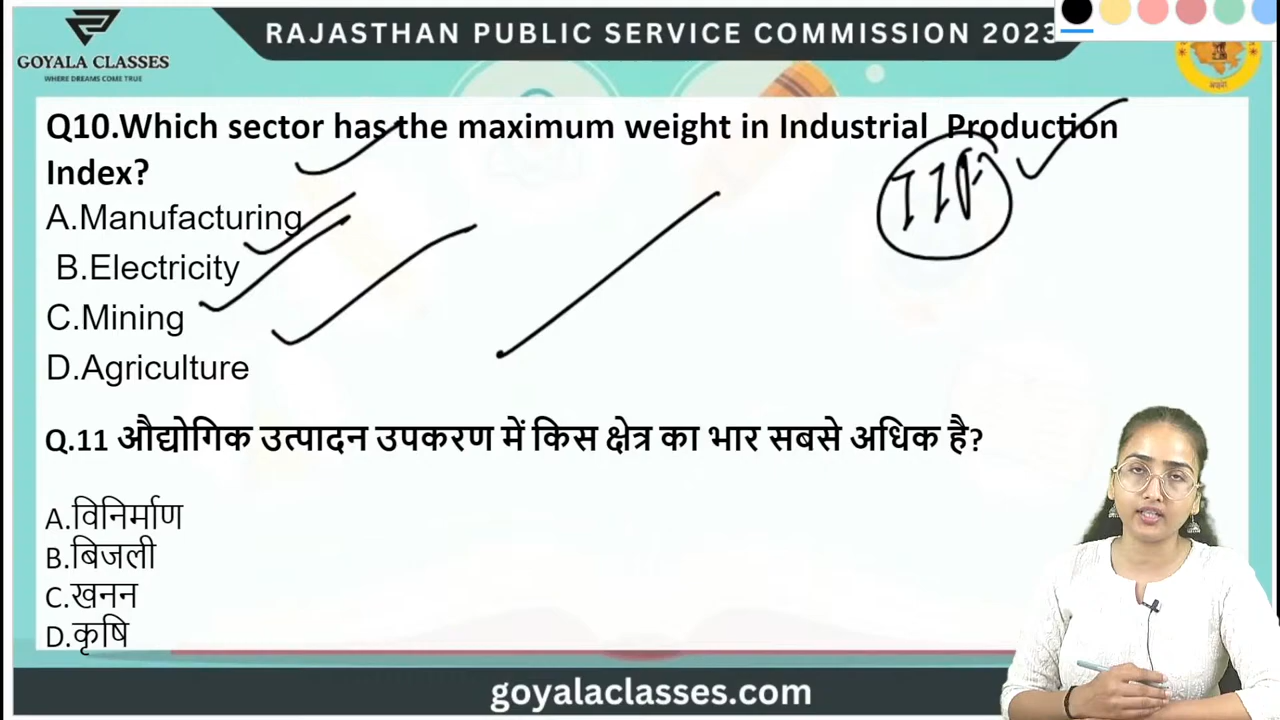 GOYALA CLASSES
WHERE DREAMS COME TRUE
RAJASTHAN PUBLIC SERVICE COMMISSION 2023
Q10.Which sector has the maximum weight in Industrial Production
Index?
IIP
A.Manufacturing
B.Electricity
C.Mining
D.Agriculture
Q.11 औद्योगिक उत्पादन उपकरण में किस क्षेत्र का भार सबसे अधिक है?
A.विनिर्माण
B.बिजली
C.खनन
D.कृषि
goyalaclasses.com